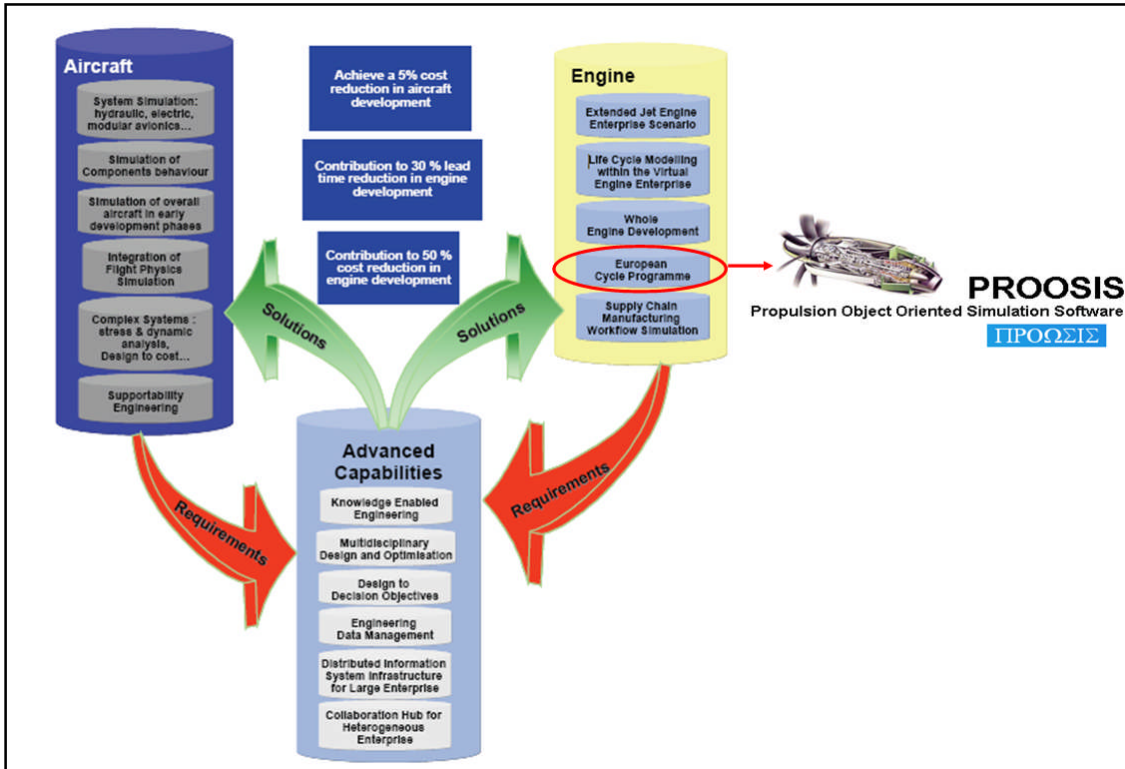 Aircraft
System Simulation:
hydraulic, electric,
modular avionics...
Simulation of
Components behaviour
Simulation of overall
aircraft in early
development phases
Integration of
Flight Physics
Simulation
Complex Systems :
stress & dynamic
analysis,
Design to cost...
Supportability
Engineering
Achieve a 5% cost
reduction in aircraft
development
Contribution to 30 % lead
time reduction in engine
development
Contribution to 50 %
cost reduction in
engine development
Solutions
Solutions
Engine
Extended Jet Engine
Enterprise Scenario
Life Cycle Modelling
within the Virtual
Engine Enterprise
Whole
Engine Development
European
Cycle Programme
Supply Chain
Manufacturing
Workflow Simulation
PROOSIS
Propulsion Object Oriented Simulation Software
ΠΡΟΩΣΙΣ
Requirements
Requirements
Advanced
Capabilities
Knowledge Enabled
Engineering
Multidisciplinary
Design and Optimisation
Design to
Decision Objectives
Engineering
Data Management
Distributed Information
System Infrastructure
for Large Enterprise
Collaboration Hub for
Heterogeneous
Enterprise